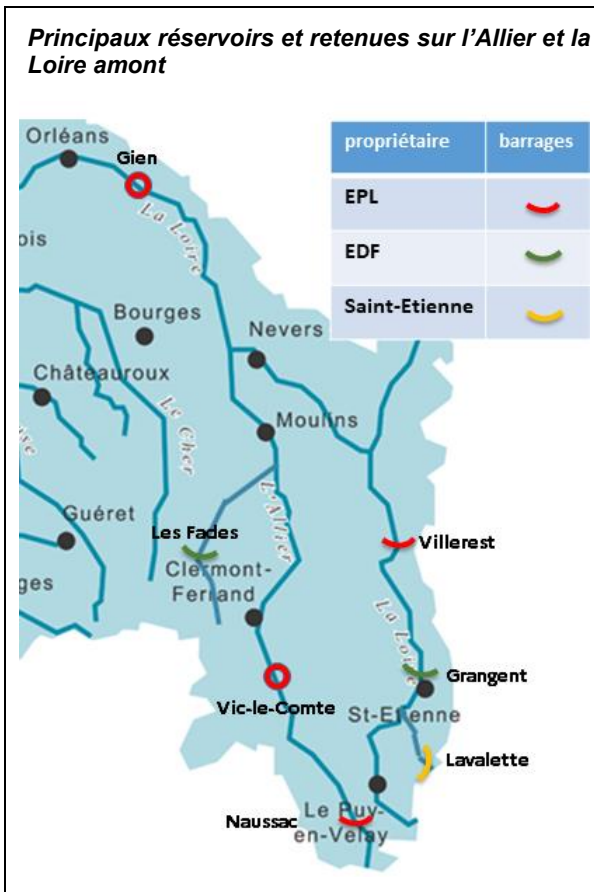 Principaux réservoirs et retenues sur l’Allier et la
Loire amont
propriétaire barrages
EPL
EDF
Saint-Etienne
Orléans
Gien
La Loire
ois
Bourges
Nevers
Châteauroux
Le Cher
Moulins
Guéret
L'Allier
Les Fades
Villerest
ges
Clermont-
Ferrand
La Loire
Grangent
Vic-le-Comte
St-Etienne
Lavalette
Naussac
Le Puy-
en-Velay